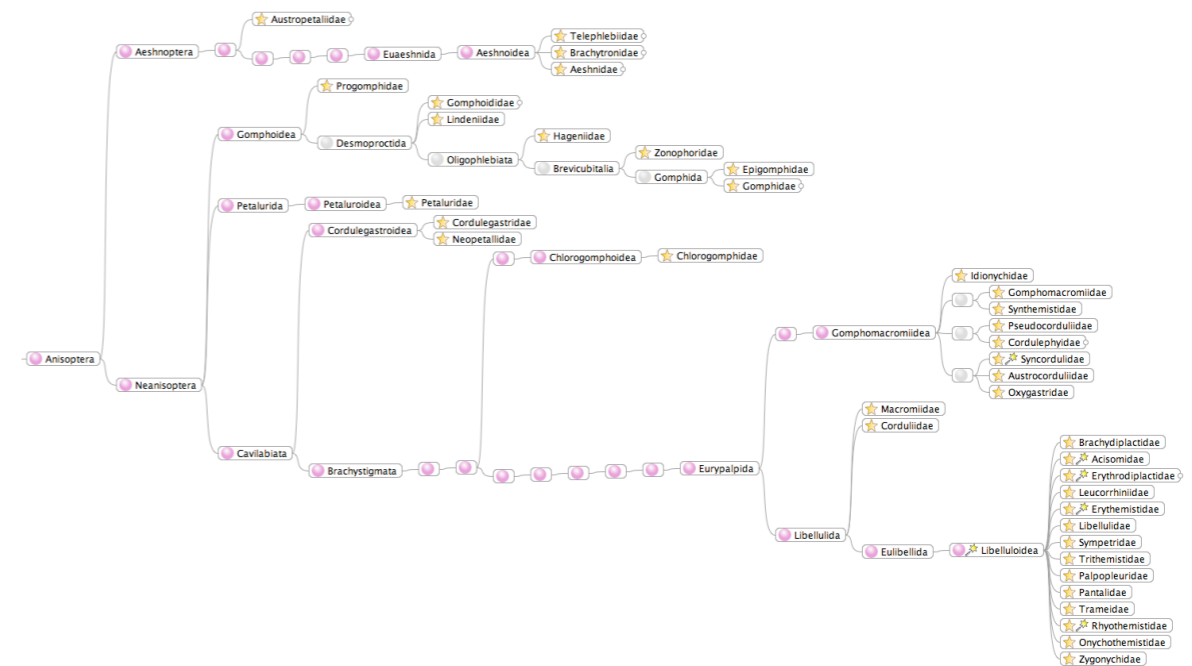 Austropetaliidae
Aeshnoptera
Euaeshnida
Aeshnoidea
Telephlebiidae
Brachytronidae
Aeshnidae
Progomphidae
Gomphoidea
Gomphoididae
Lindeniidae
Desmoproctida
Hageniidae
Oligophlebiata
Zonophoridae
Brevicubitalia
Epigomphidae
Gomphida
Gomphidae
Petalurida
Petaluroidea
Petaluridae
Cordulegastroidea
Cordulegastridae
Neopetallidae
Chlorogomphoidea
Chlorogomphidae
Idionychidae
Gomphomacromiidae
Synthemistidae
Gomphomacromiidea
Pseudocorduliidae
Cordulephyidae
Syncordulidae
Austrocorduliidae
Oxygastridae
Anisoptera
Neanisoptera
Macromiidae
Corduliidae
Cavilabiata
Brachystigmata
Eurypalpida
Libellulida
Eulibellida
Libelluloidea
Brachydiplactidae
Acisomidae
Erythrodiplactidae
Leucorrhiniidae
Erythemistidae
Libellulidae
Sympetridae
Trithemistidae
Palpopleuridae
Pantalidae
Trameidae
Rhyothemistidae
Onychothemistidae
Zygonychidae